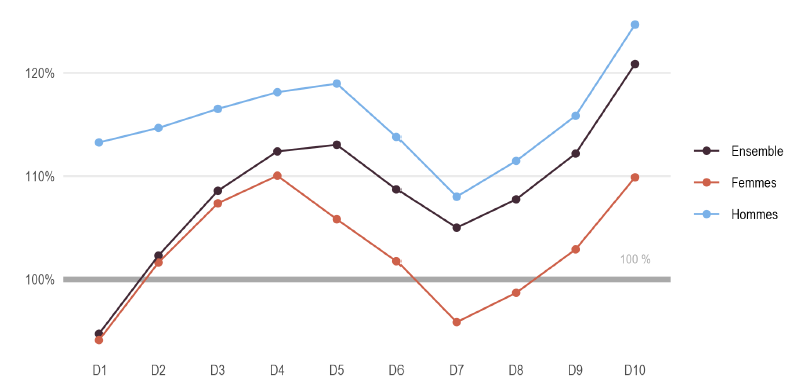 120%
110%
100%
100 %
D1 D2 D3 D4 D5 D6 D7 D8 D9 D10
Ensemble
Femmes
Hommes